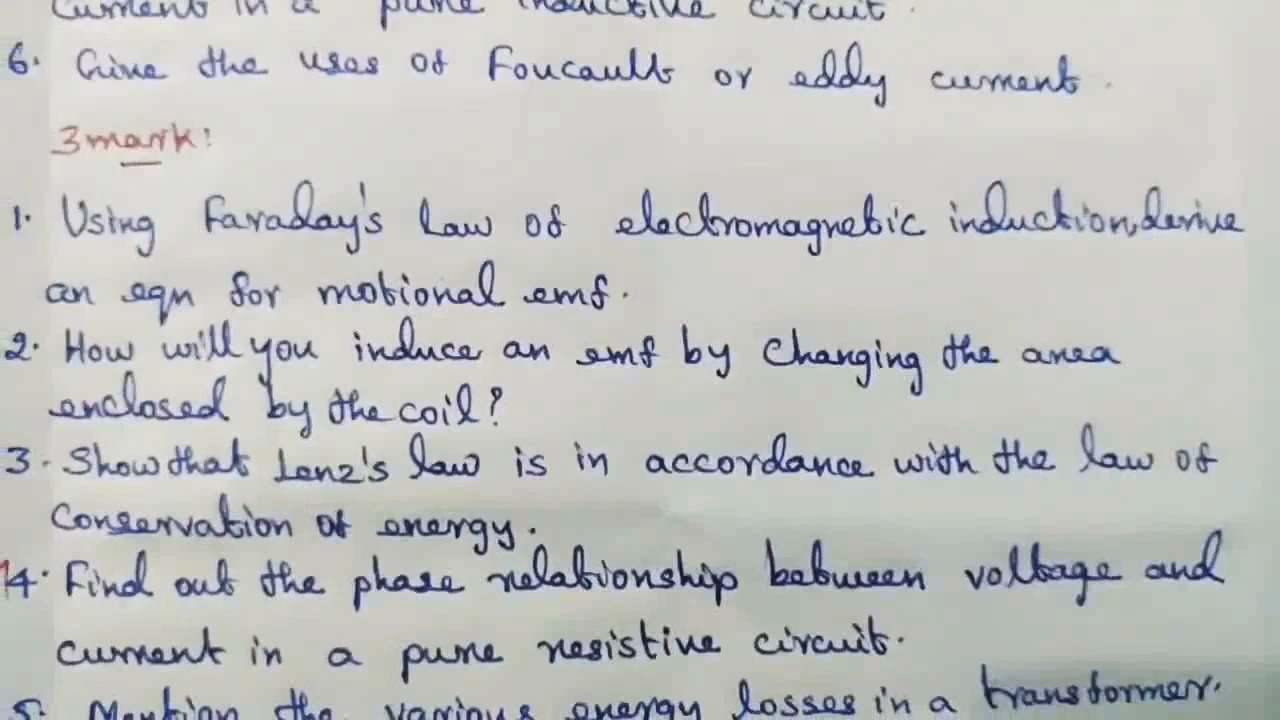 current in a pure inductive circuit.
6. Give the uses of Foucault or eddy current.
3 mark:
1. Using Faraday's Law of electromagnetic induction, derive
an eqn for motional emf.
2. How will you induce an emf by changing the area
enclosed by the coil?
3. Show that Lenz's law is in accordance with the law of
Conservation of energy.
4. Find out the phase relationship between voltage and
current in a pure resistive circuit.
5. Mention the various energy losses in a transformer.